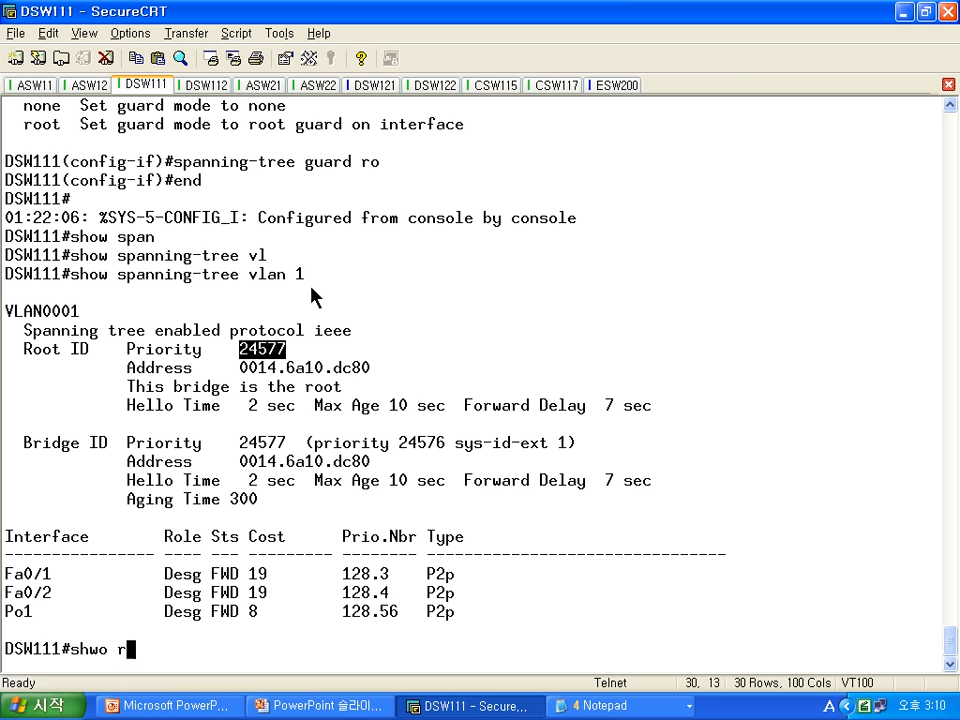 DSW111 - SecureCRT
File Edit View Options Transfer Script Tools Help
ASW11 ASW12 DSW111 DSW112 ASW21 ASW22 DSW121 DSW122 CSW115 CSW117 ESW200
none Set guard mode to none
root Set guard mode to root guard on interface
DSW111(config-if)#spanning-tree guard ro
DSW111(config-if)#end
DSW111#
01:22:06: %SYS-5-CONFIG_I: Configured from console by console
DSW111#show span
DSW111#show spanning-tree vl
DSW111#show spanning-tree vlan 1
VLAN0001
Spanning tree enabled protocol ieee
Root ID Priority 24577
Address 0014.6a10.dc80
This bridge is the root
Hello Time 2 sec Max Age 10 sec Forward Delay 7 sec
Bridge ID Priority 24577 (priority 24576 sys-id-ext 1)
Address 0014.6a10.dc80
Hello Time 2 sec Max Age 10 sec Forward Delay 7 sec
Aging Time 300
Interface Role Sts Cost Prio.Nbr Type
---------------- ---- --- --------- -------- --------------------------------
Fa0/1 Desg FWD 19 128.3 P2p
Fa0/2 Desg FWD 19 128.4 P2p
Po1 Desg FWD 8 128.56 P2p
DSW111#shwo r
Ready Telnet 30, 13 30 Rows, 100 Cols VT100
시작 Microsoft PowerP... PowerPoint 슬라이... DSW111 - Secure... 4 Notepad A 오후 3:10